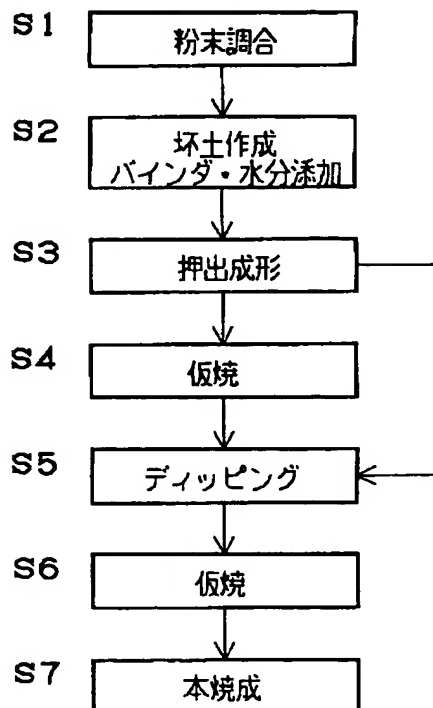 S1
粉末調合
S2
坏土作成
バインダ・水分添加
S3
押出成形
S4
仮焼
S5
ディッピング
S6
仮焼
S7
本焼成